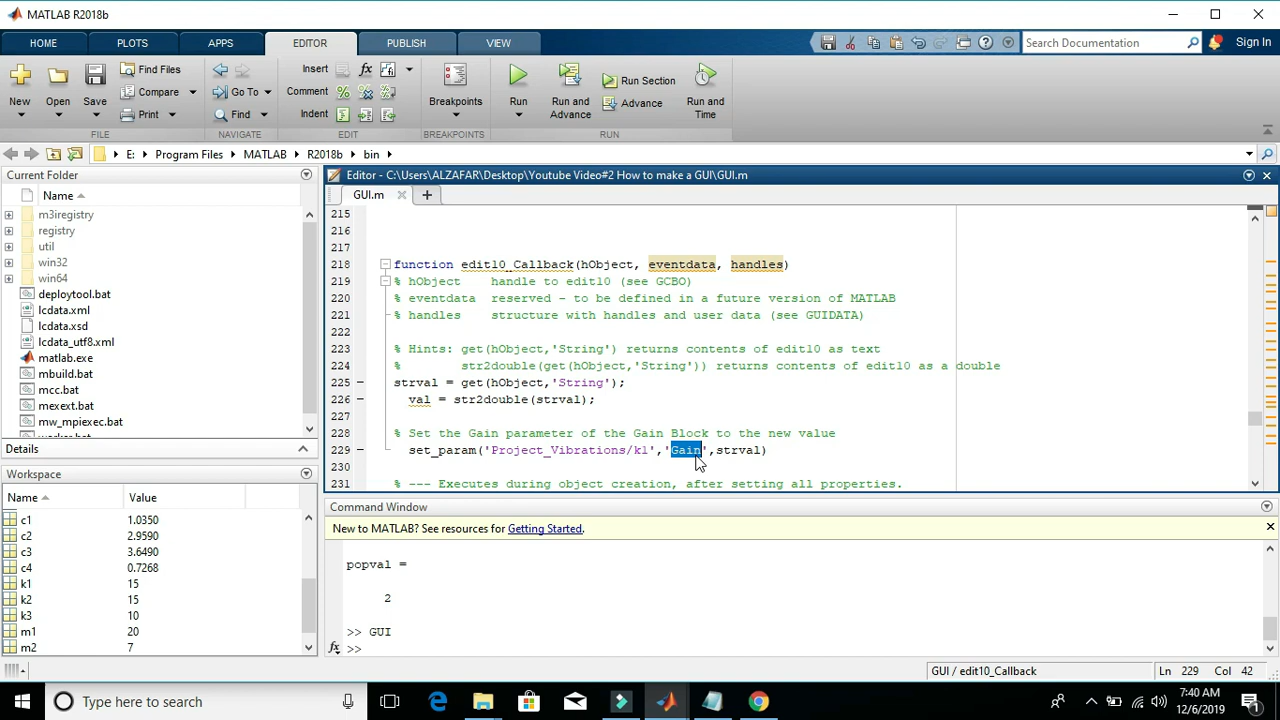 MATLAB R2018b
HOME PLOTS APPS EDITOR PUBLISH VIEW Search Documentation Sign In
New Open Save Find Files Compare Print Go To Find Insert Comment Indent Breakpoints Run Run and Advance Run Section Advance Run and Time
FILE NAVIGATE EDIT BREAKPOINTS RUN
E: Program Files MATLAB R2018b bin
Current Folder
Name
m3iregistry
registry
util
win32
win64
deploytool.bat
lcdata.xml
lcdata.xsd
lcdata_utf8.xml
matlab.exe
mbuild.bat
mcc.bat
mexext.bat
mw_mpiexec.bat
Details
Workspace
Name Value
c1 1.0350
c2 2.9590
c3 3.6490
c4 0.7268
k1 15
k2 15
k3 10
m1 20
m2 7
Editor - C:\Users\ALZAFAR\Desktop\Youtube Video#2 How to make a GUI\GUI.m
GUI.m
215
216
217
218 function edit10_Callback(hObject, eventdata, handles)
219 % hObject    handle to edit10 (see GCBO)
220 % eventdata  reserved - to be defined in a future version of MATLAB
221 % handles    structure with handles and user data (see GUIDATA)
222
223 % Hints: get(hObject,'String') returns contents of edit10 as text
224 %        str2double(get(hObject,'String')) returns contents of edit10 as a double
225 strval = get(hObject,'String');
226 val = str2double(strval);
227
228 % Set the Gain parameter of the Gain Block to the new value
229 set_param('Project_Vibrations/k1','Gain',strval)
230
231 % --- Executes during object creation, after setting all properties.
Command Window
New to MATLAB? See resources for Getting Started.
popval =
2
>> GUI
fx >>
GUI / edit10_Callback Ln 229 Col 42
Type here to search
7:40 AM
12/6/2019